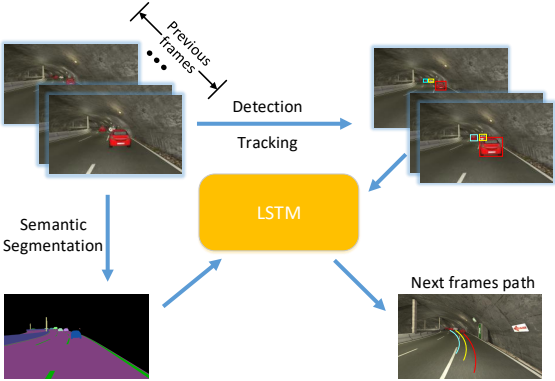 Previous
frames
Detection
Tracking
LSTM
Semantic
Segmentation
Next frames path